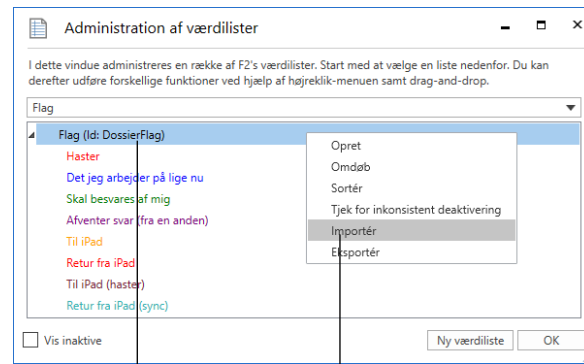 Administration af værdilister
I dette vindue administreres en række af F2's værdilister. Start med at vælge en liste nedenfor. Du kan
derefter udføre forskellige funktioner ved hjælp af højreklik-menuen samt drag-and-drop.
Flag
Flag (Id: DossierFlag)
Haster
Det jeg arbejder på lige nu
Skal besvares af mig
Afventer svar (fra en anden)
Til iPad
Retur fra iPad
Til iPad (haster)
Retur fra iPad (sync)
Opret
Omdøb
Sortér
Tjek for inkonsistent deaktivering
Importér
Eksportér
Vis inaktive
Ny værdiliste
OK